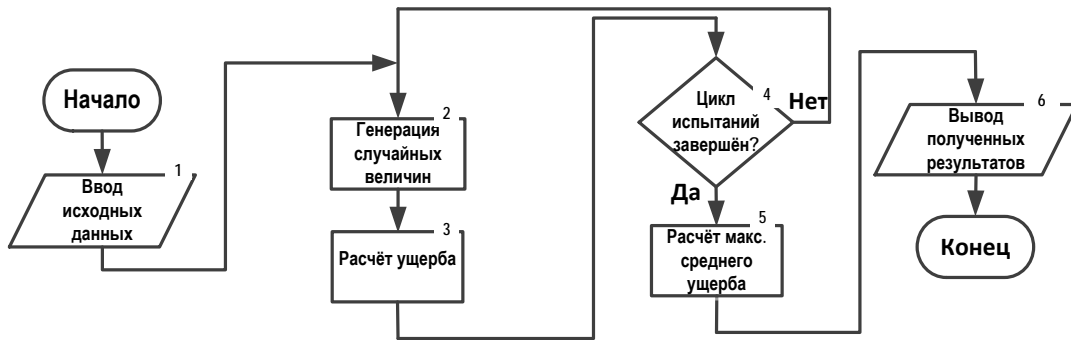 Начало
1
Ввод
исходных
данных
2
Генерация
случайных
величин
3
Расчёт ущерба
4
Цикл
испытаний
завершён?
Нет
Да
5
Расчёт макс.
среднего
ущерба
6
Вывод
полученных
результатов
Конец